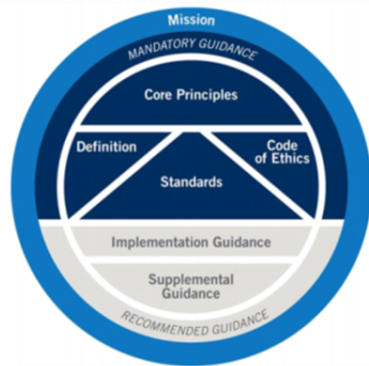 Mission
MANDATORY GUIDANCE
Core Principles
Definition
Code
of Ethics
Standards
Implementation Guidance
Supplemental
Guidance
RECOMMENDED GUIDANCE